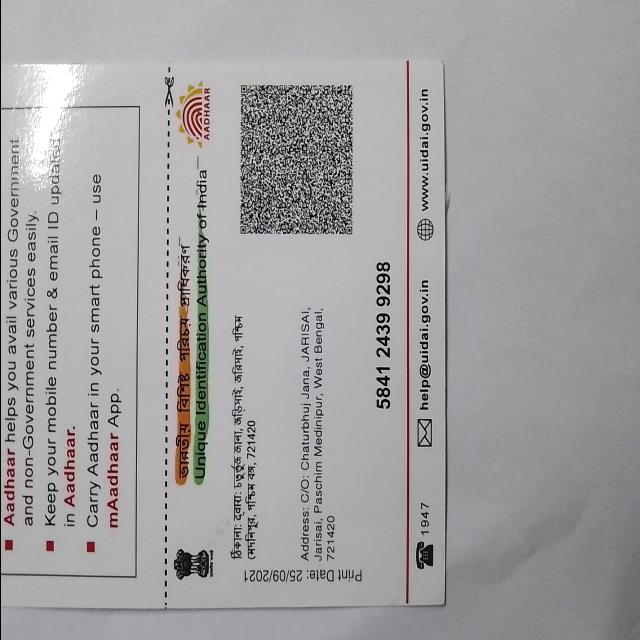 Aadhaar helps you avail various Government
and non-Government services easily.
Keep your mobile number & email ID updated
in Aadhaar.
Carry Aadhaar in your smart phone – use
mAadhaar App.
ভারতীয় বিশিষ্ট পরিচয় প্রাধিকরণ
Unique Identification Authority of India
AADHAAR
ঠিকানা: দ্বারা: চতুর্ভুজ জানা, জড়িসাই, জরিসাই, পশ্চিম
মেদিনিপুর, পশ্চিম বঙ্গ, 721420
Address: C/O: Chaturbhuj Jana, JARISAI,
Jarisai, Paschim Medinipur, West Bengal,
721420
Print Date: 25/09/2021
5841 2439 9298
1947
help@uidai.gov.in
www.uidai.gov.in